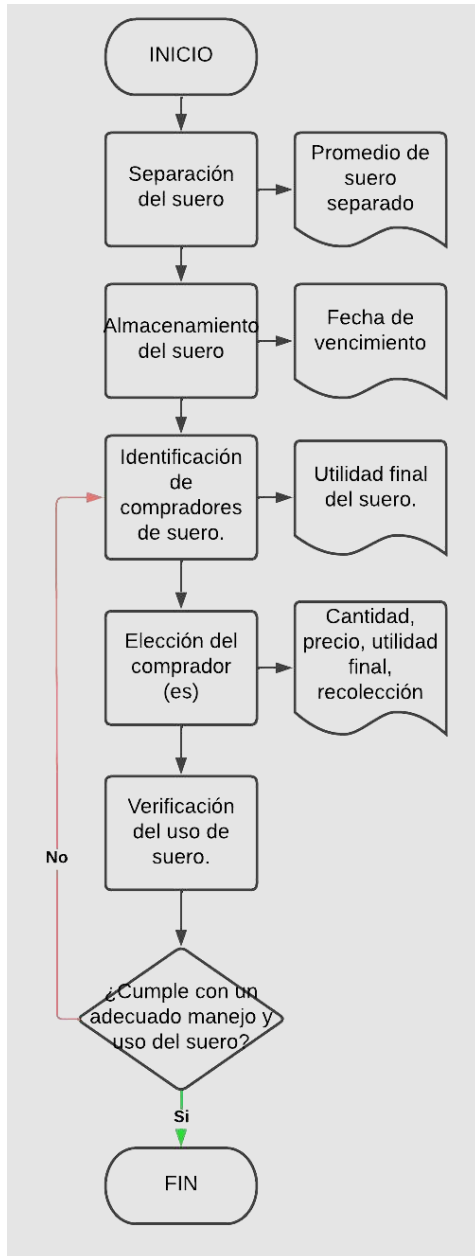 INICIO
Separación
del suero
Promedio de
suero
separado
Almacenamiento
del suero
Fecha de
vencimiento
Identificación
de
compradores
de suero.
Utilidad final
del suero.
Elección del
comprador
(es)
Cantidad,
precio, utilidad
final,
recolección
Verificación
del uso de
suero.
No
¿Cumple con un
adecuado manejo y
uso del suero?
Si
FIN